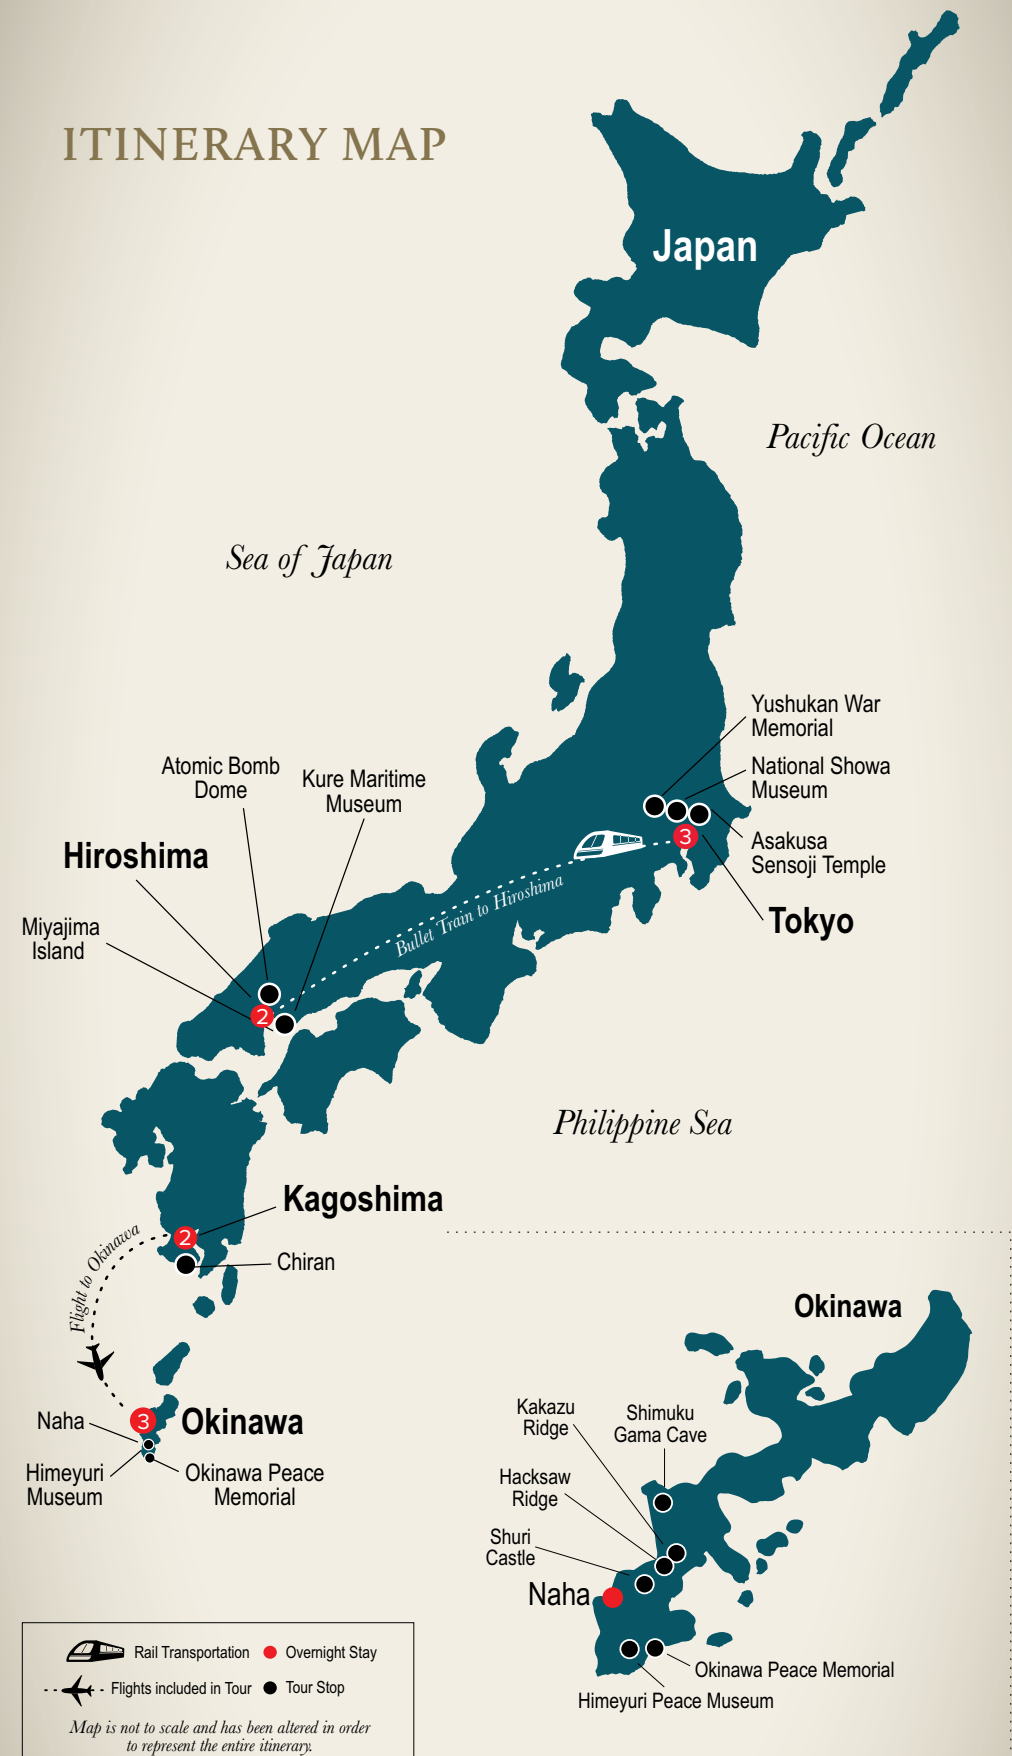 ITINERARY MAP
Japan
Pacific Ocean
Sea of Japan
Yushukan War
Memorial
National Showa
Museum
Asakusa
Sensoji Temple
3
Tokyo
Atomic Bomb
Dome
Kure Maritime
Museum
Hiroshima
Miyajima
Island
2
Bullet Train to Hiroshima
Philippine Sea
Kagoshima
2
Chiran
Flight to Okinawa
3
Okinawa
Naha
Himeyuri
Museum
Okinawa Peace
Memorial
Okinawa
Kakazu
Ridge
Shimuku
Gama Cave
Hacksaw
Ridge
Shuri
Castle
Naha
Okinawa Peace Memorial
Himeyuri Peace Museum
Rail Transportation
Overnight Stay
Flights included in Tour
Tour Stop
Map is not to scale and has been altered in order
to represent the entire itinerary.